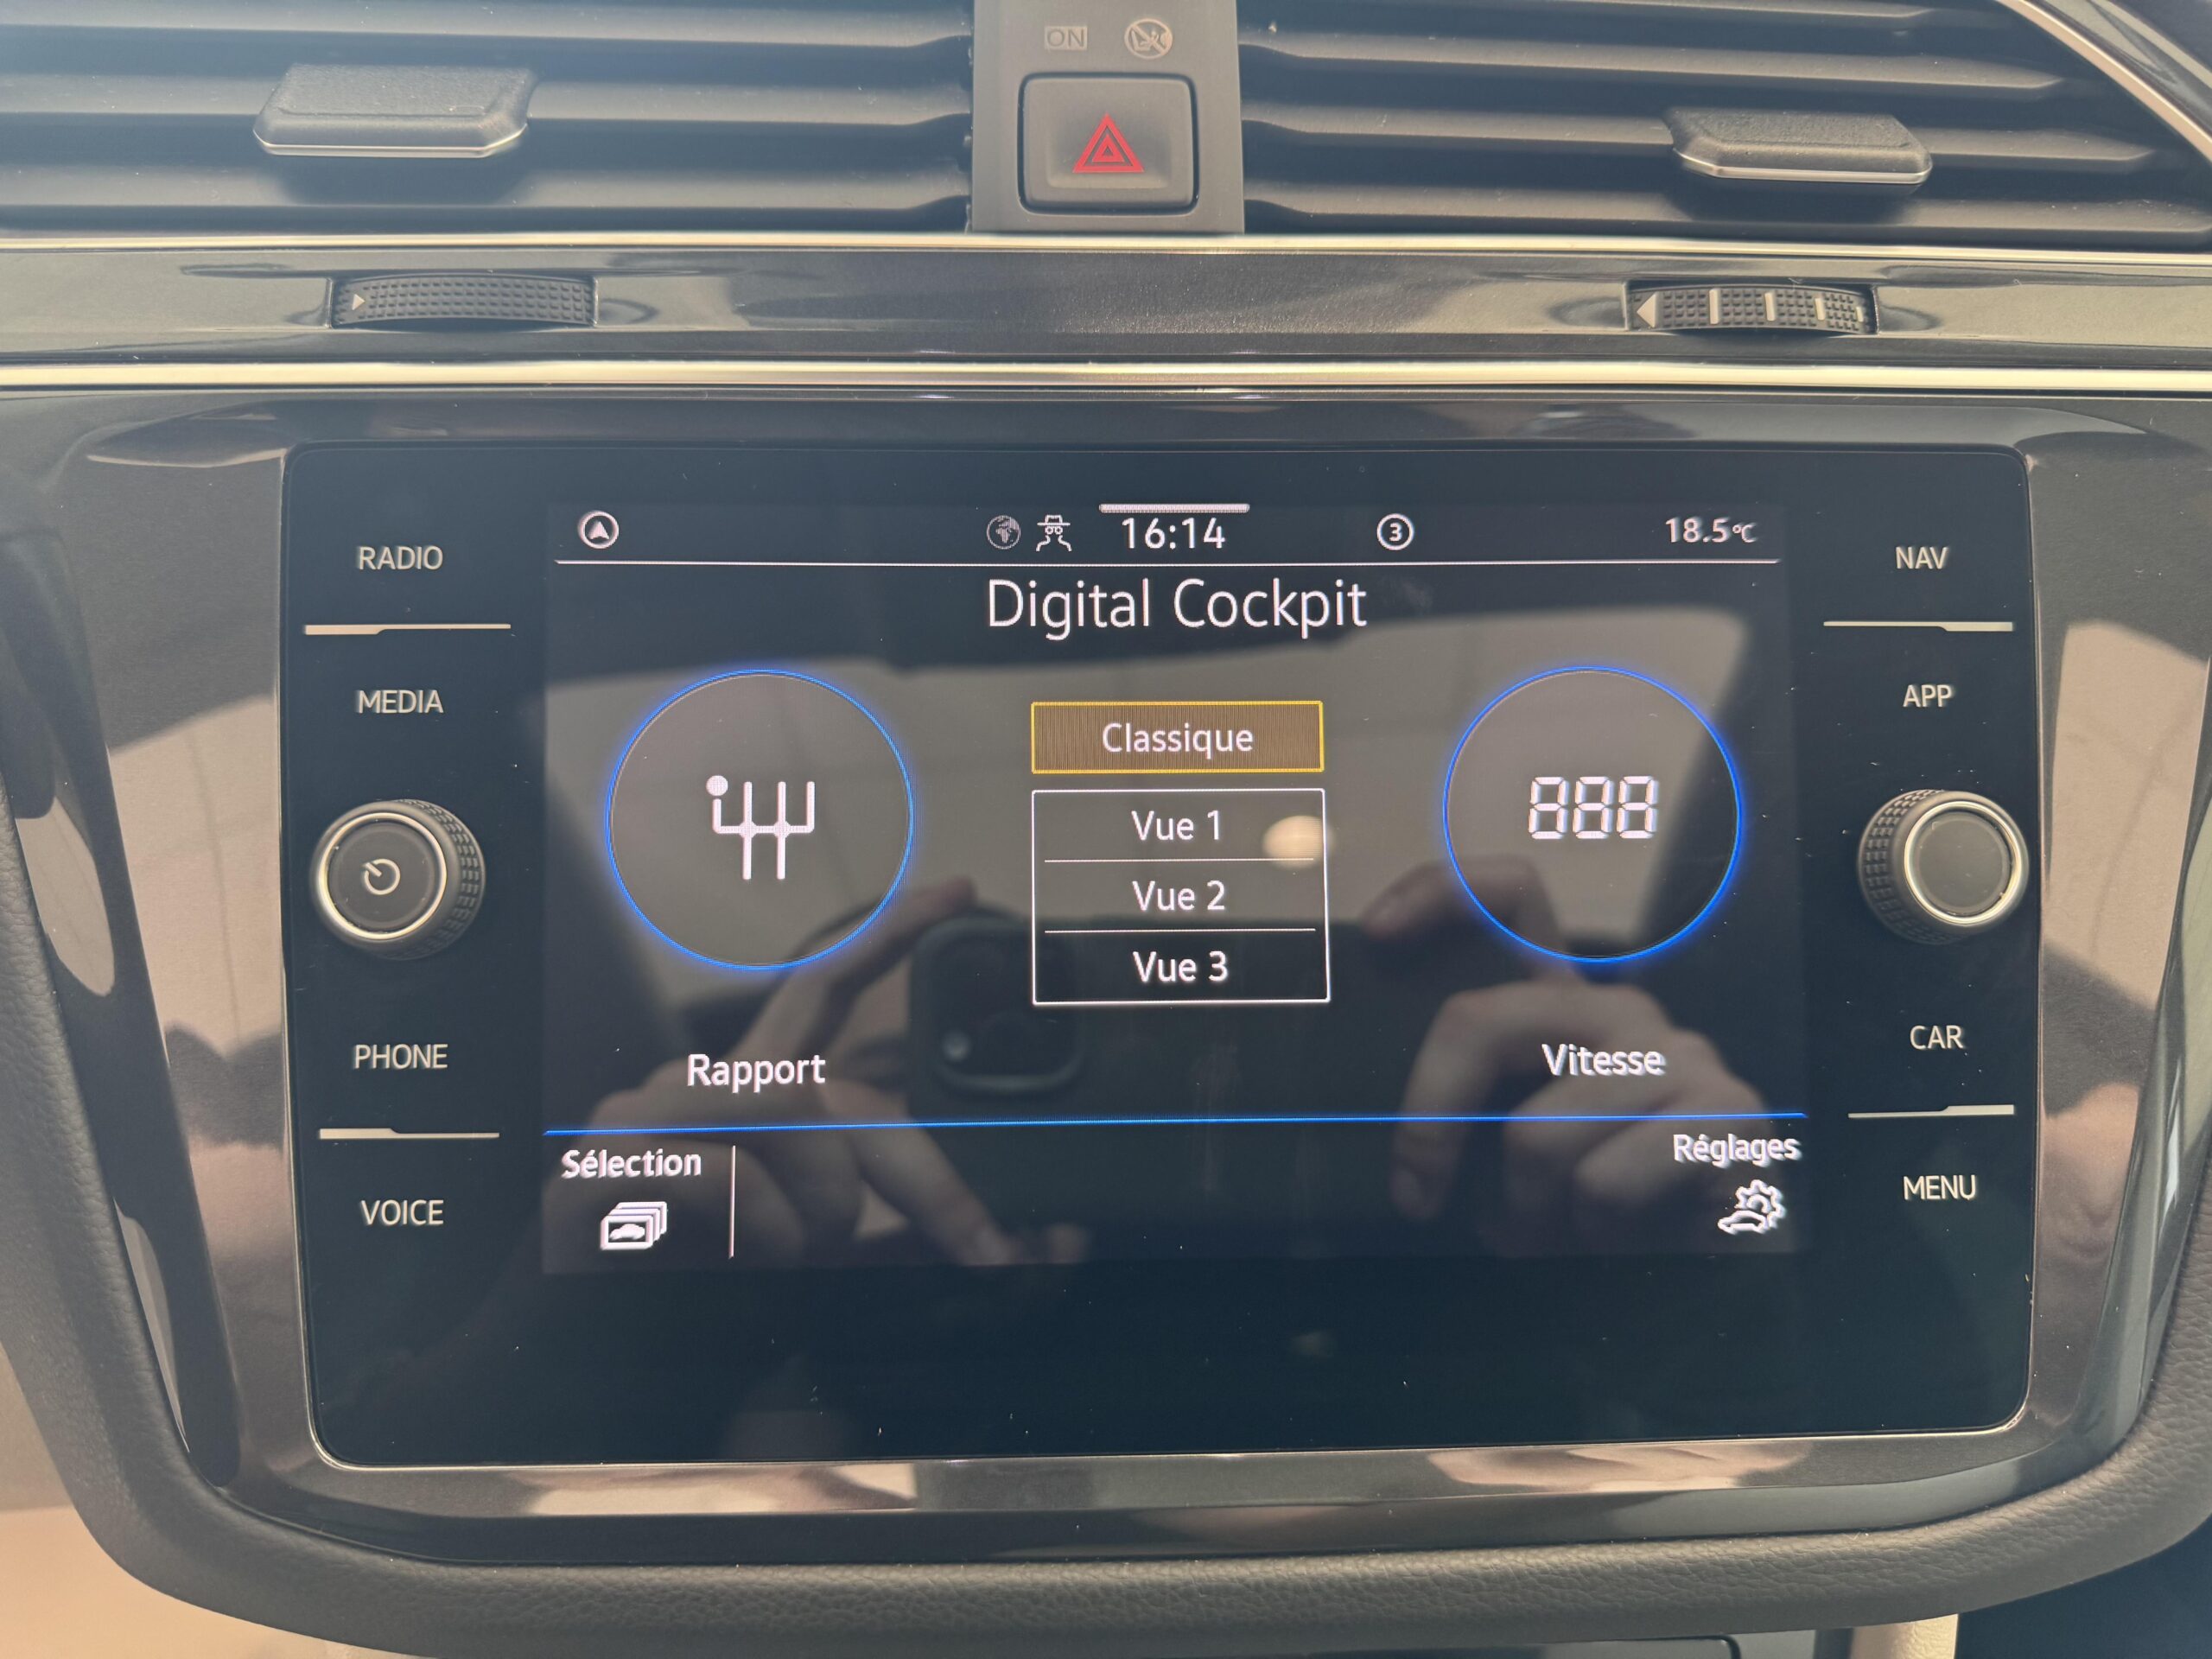 ON
RADIO
MEDIA
PHONE
VOICE
16:14
3
18.5°C
Digital Cockpit
Classique
Vue 1
Vue 2
Vue 3
888
Rapport
Vitesse
Sélection
Réglages
NAV
APP
CAR
MENU